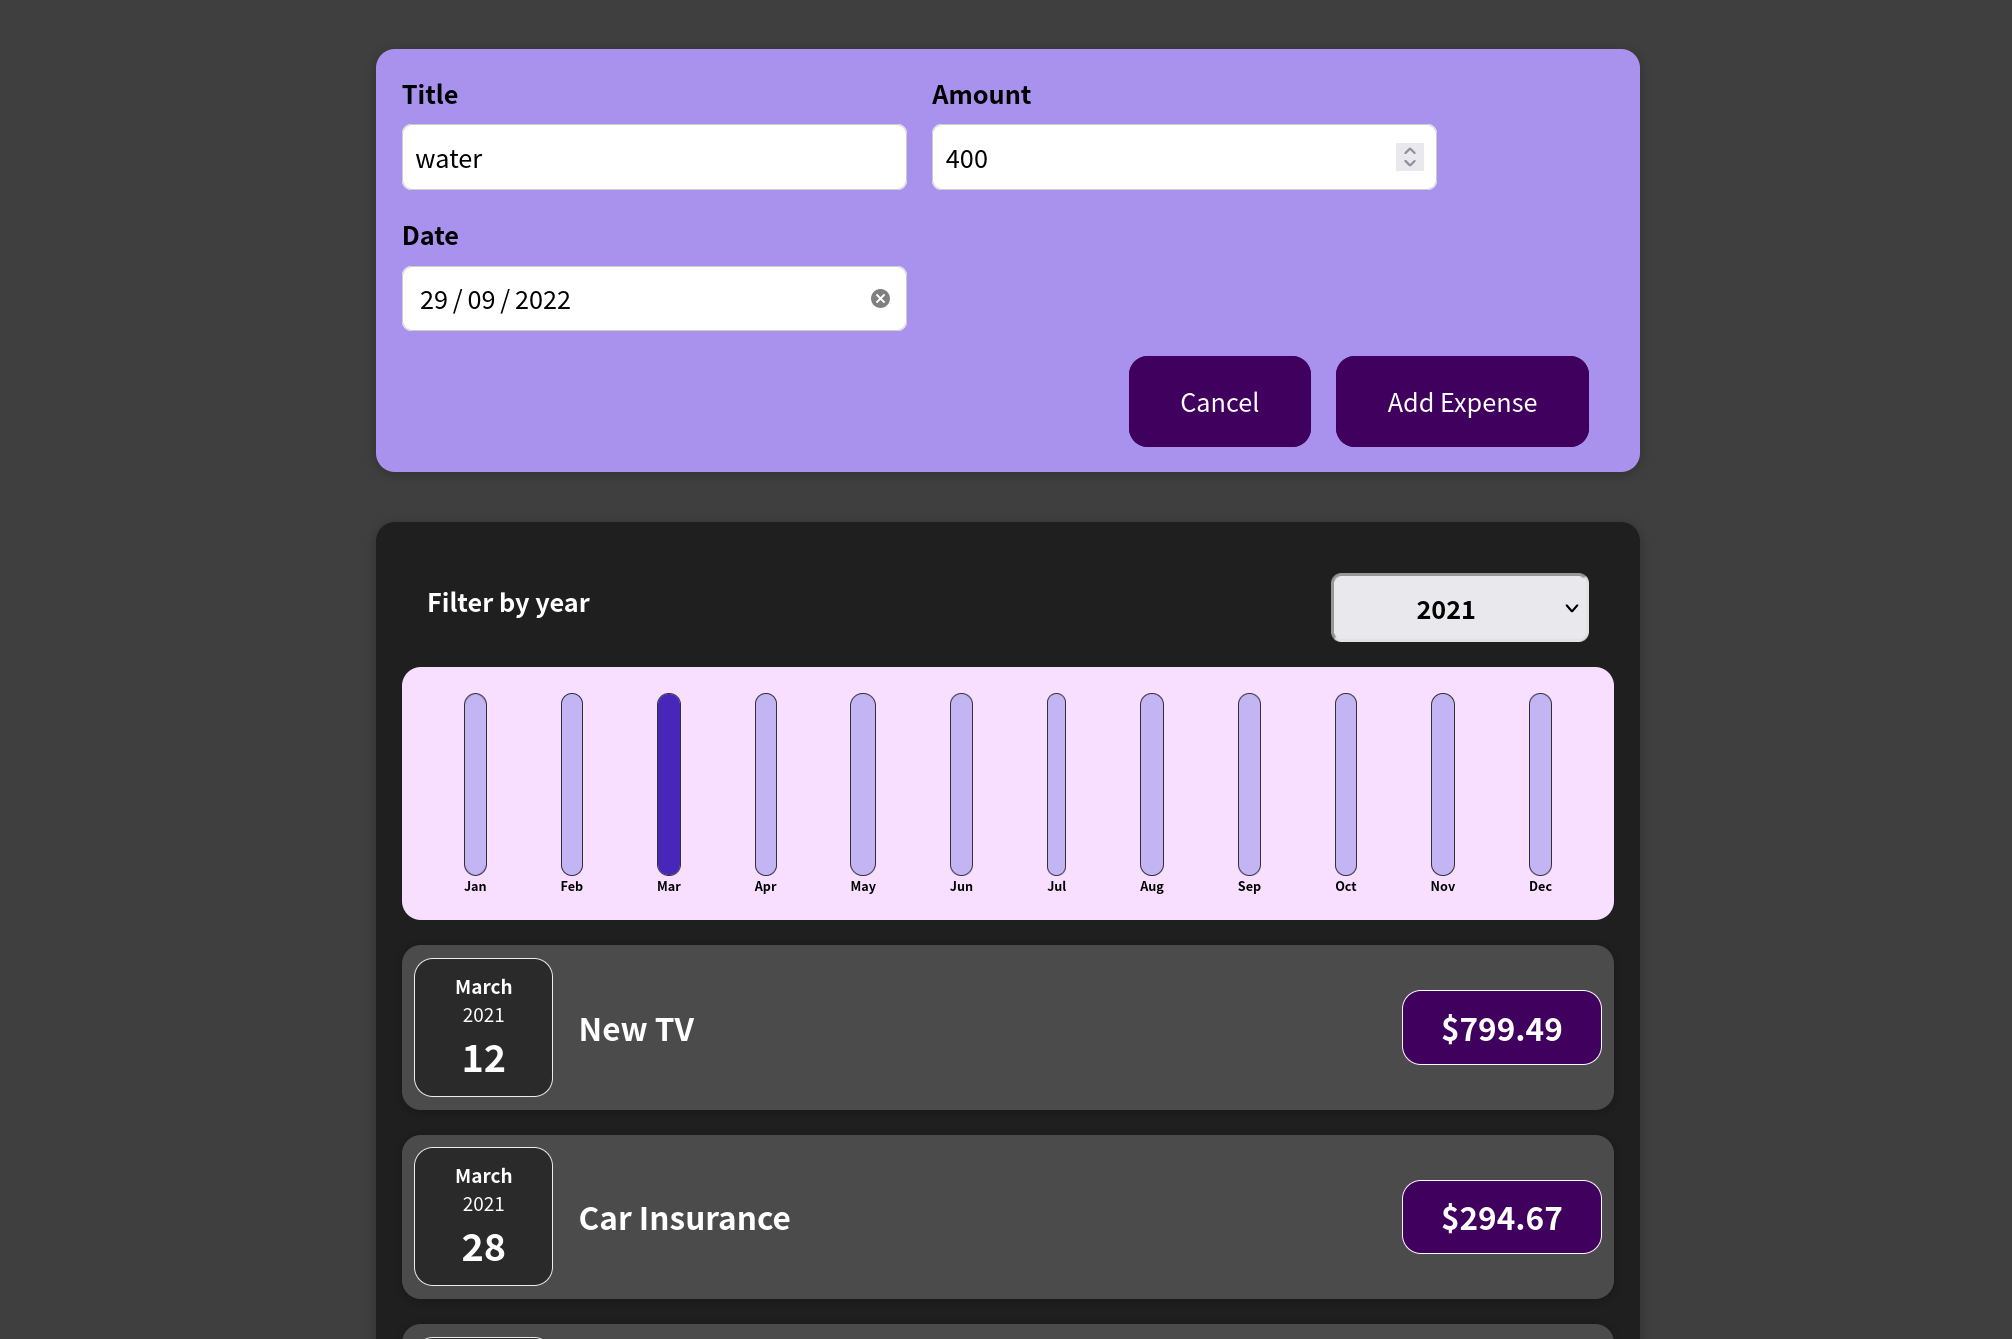 Title
Amount
water
400
Date
29 / 09 / 2022
Cancel
Add Expense
Filter by year
2021
Jan
Feb
Mar
Apr
May
Jun
Jul
Aug
Sep
Oct
Nov
Dec
March
2021
12
New TV
$799.49
March
2021
28
Car Insurance
$294.67